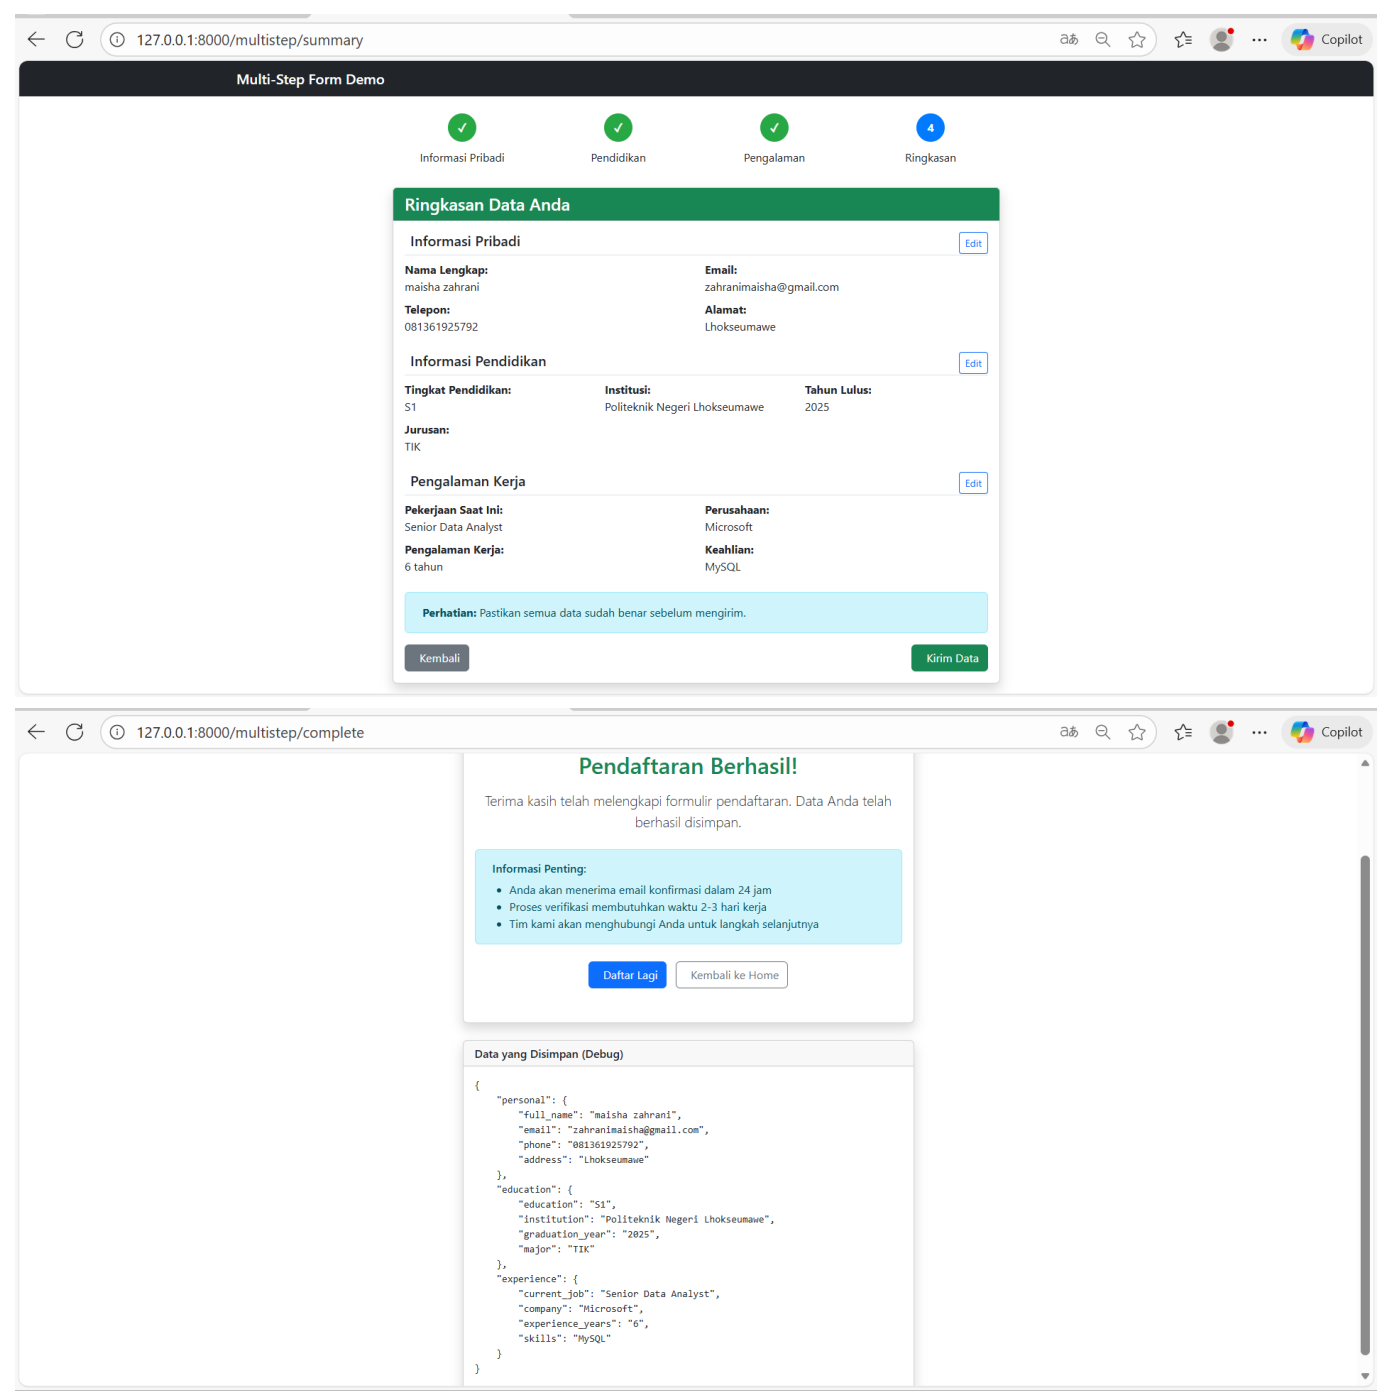 127.0.0.1:8000/multistep/summary
aあ
Copilot
Multi-Step Form Demo
✓ ✓ ✓ 4
Informasi Pribadi Pendidikan Pengalaman Ringkasan
Ringkasan Data Anda
Informasi Pribadi Edit
Nama Lengkap: Email:
maisha zahrani zahranimaisha@gmail.com
Telepon: Alamat:
081361925792 Lhokseumawe
Informasi Pendidikan Edit
Tingkat Pendidikan: Institusi: Tahun Lulus:
S1 Politeknik Negeri Lhokseumawe 2025
Jurusan:
TIK
Pengalaman Kerja Edit
Pekerjaan Saat Ini: Perusahaan:
Senior Data Analyst Microsoft
Pengalaman Kerja: Keahlian:
6 tahun MySQL
Perhatian: Pastikan semua data sudah benar sebelum mengirim.
Kembali Kirim Data
127.0.0.1:8000/multistep/complete
aあ
Copilot
Pendaftaran Berhasil!
Terima kasih telah melengkapi formulir pendaftaran. Data Anda telah
berhasil disimpan.
Informasi Penting:
• Anda akan menerima email konfirmasi dalam 24 jam
• Proses verifikasi membutuhkan waktu 2-3 hari kerja
• Tim kami akan menghubungi Anda untuk langkah selanjutnya
Daftar Lagi Kembali ke Home
Data yang Disimpan (Debug)
{
"personal": {
"full_name": "maisha zahrani",
"email": "zahranimaisha@gmail.com",
"phone": "081361925792",
"address": "Lhokseumawe"
},
"education": {
"education": "S1",
"institution": "Politeknik Negeri Lhokseumawe",
"graduation_year": "2025",
"major": "TIK"
},
"experience": {
"current_job": "Senior Data Analyst",
"company": "Microsoft",
"experience_years": "6",
"skills": "MySQL"
}
}